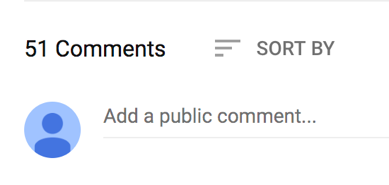 51 Comments SORT BY
Add a public comment...